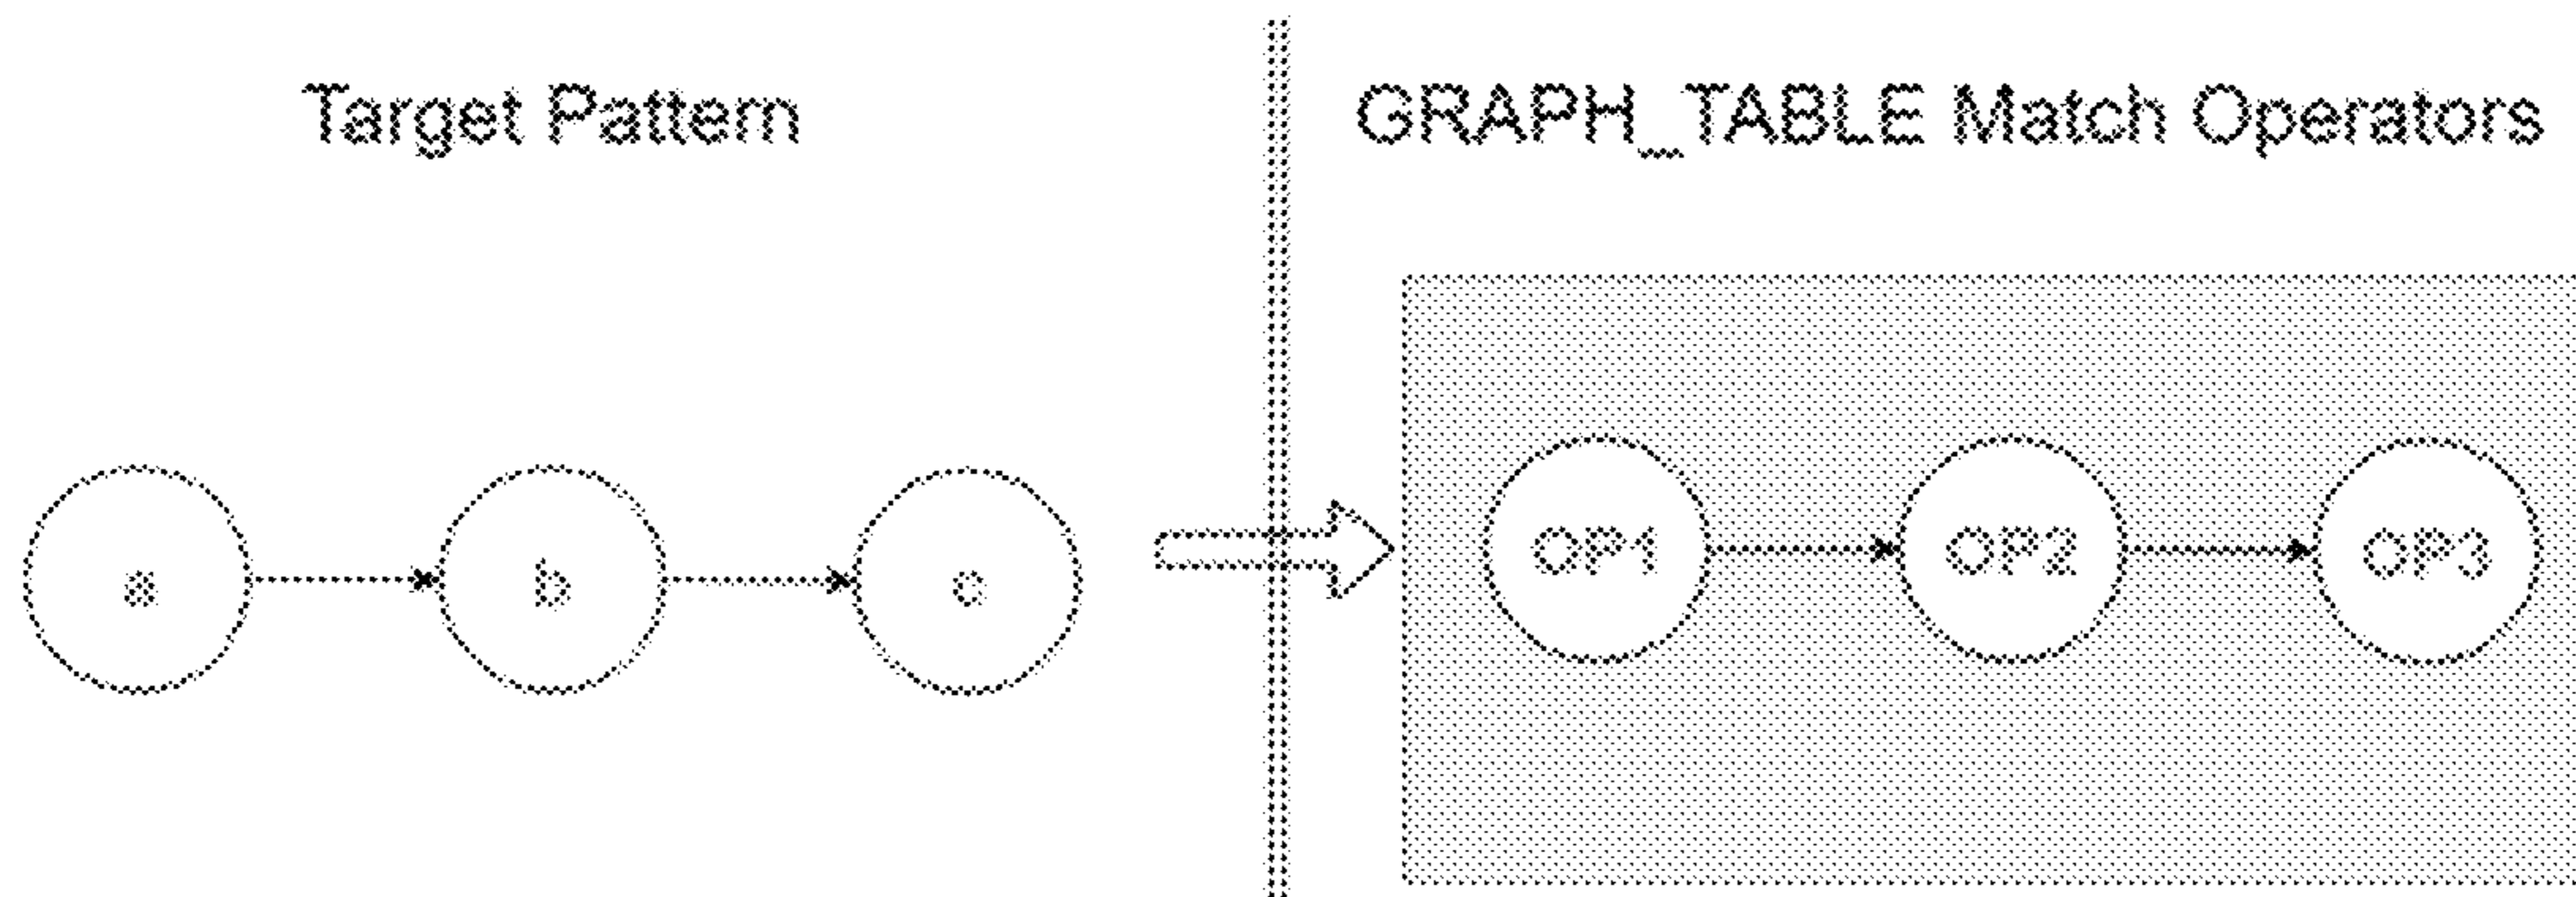 Target Pattern
GRAPH_TABLE Match Operators
a
b
c
OP1
OP2
OP3